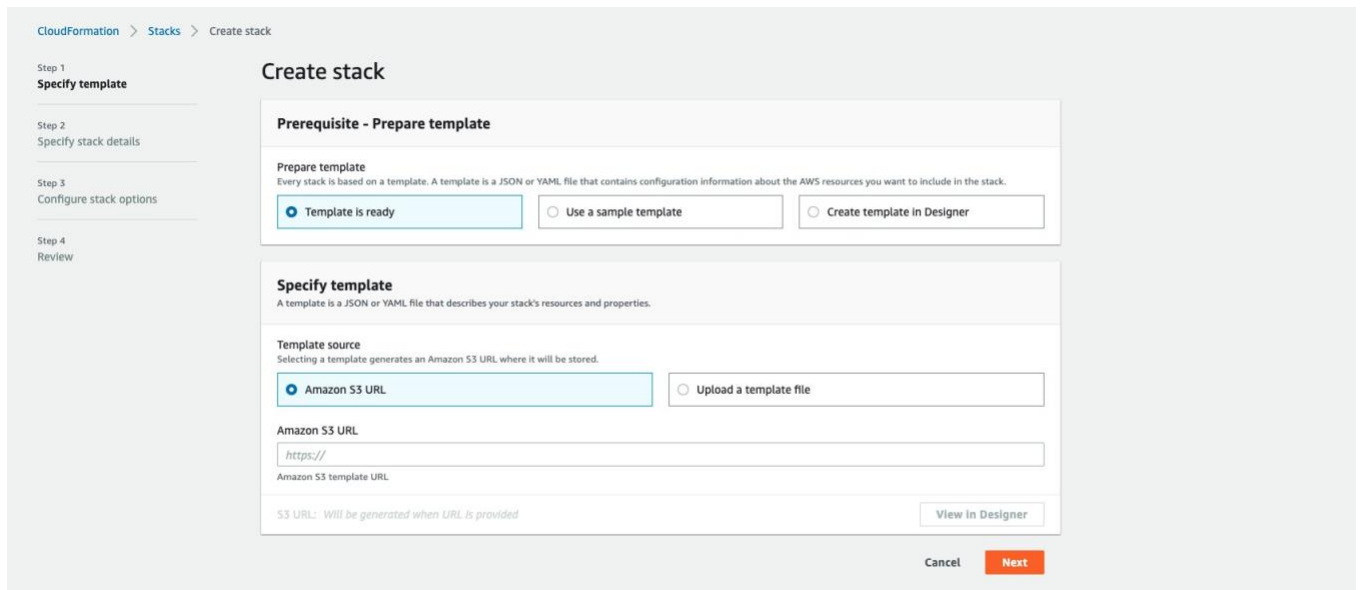 CloudFormation > Stacks > Create stack
Step 1
Specify template
Step 2
Specify stack details
Step 3
Configure stack options
Step 4
Review
Create stack
Prerequisite - Prepare template
Prepare template
Every stack is based on a template. A template is a JSON or YAML file that contains configuration information about the AWS resources you want to include in the stack.
Template is ready
Use a sample template
Create template in Designer
Specify template
A template is a JSON or YAML file that describes your stack's resources and properties.
Template source
Selecting a template generates an Amazon S3 URL where it will be stored.
Amazon S3 URL
Upload a template file
Amazon S3 URL
https://
Amazon S3 template URL
S3 URL: Will be generated when URL is provided
View in Designer
Cancel
Next